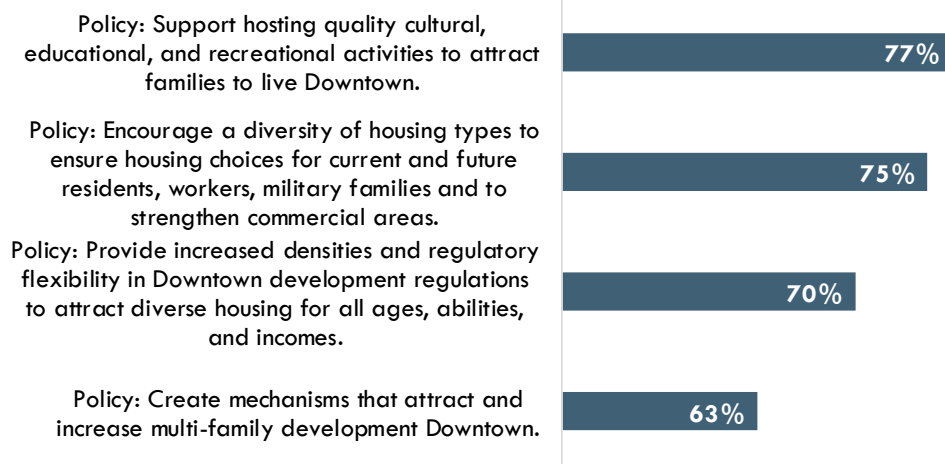 Policy: Support hosting quality cultural,
educational, and recreational activities to attract
families to live Downtown.
77%
Policy: Encourage a diversity of housing types to
ensure housing choices for current and future
residents, workers, military families and to
strengthen commercial areas.
75%
Policy: Provide increased densities and regulatory
flexibility in Downtown development regulations
to attract diverse housing for all ages, abilities,
and incomes.
70%
Policy: Create mechanisms that attract and
increase multi-family development Downtown.
63%